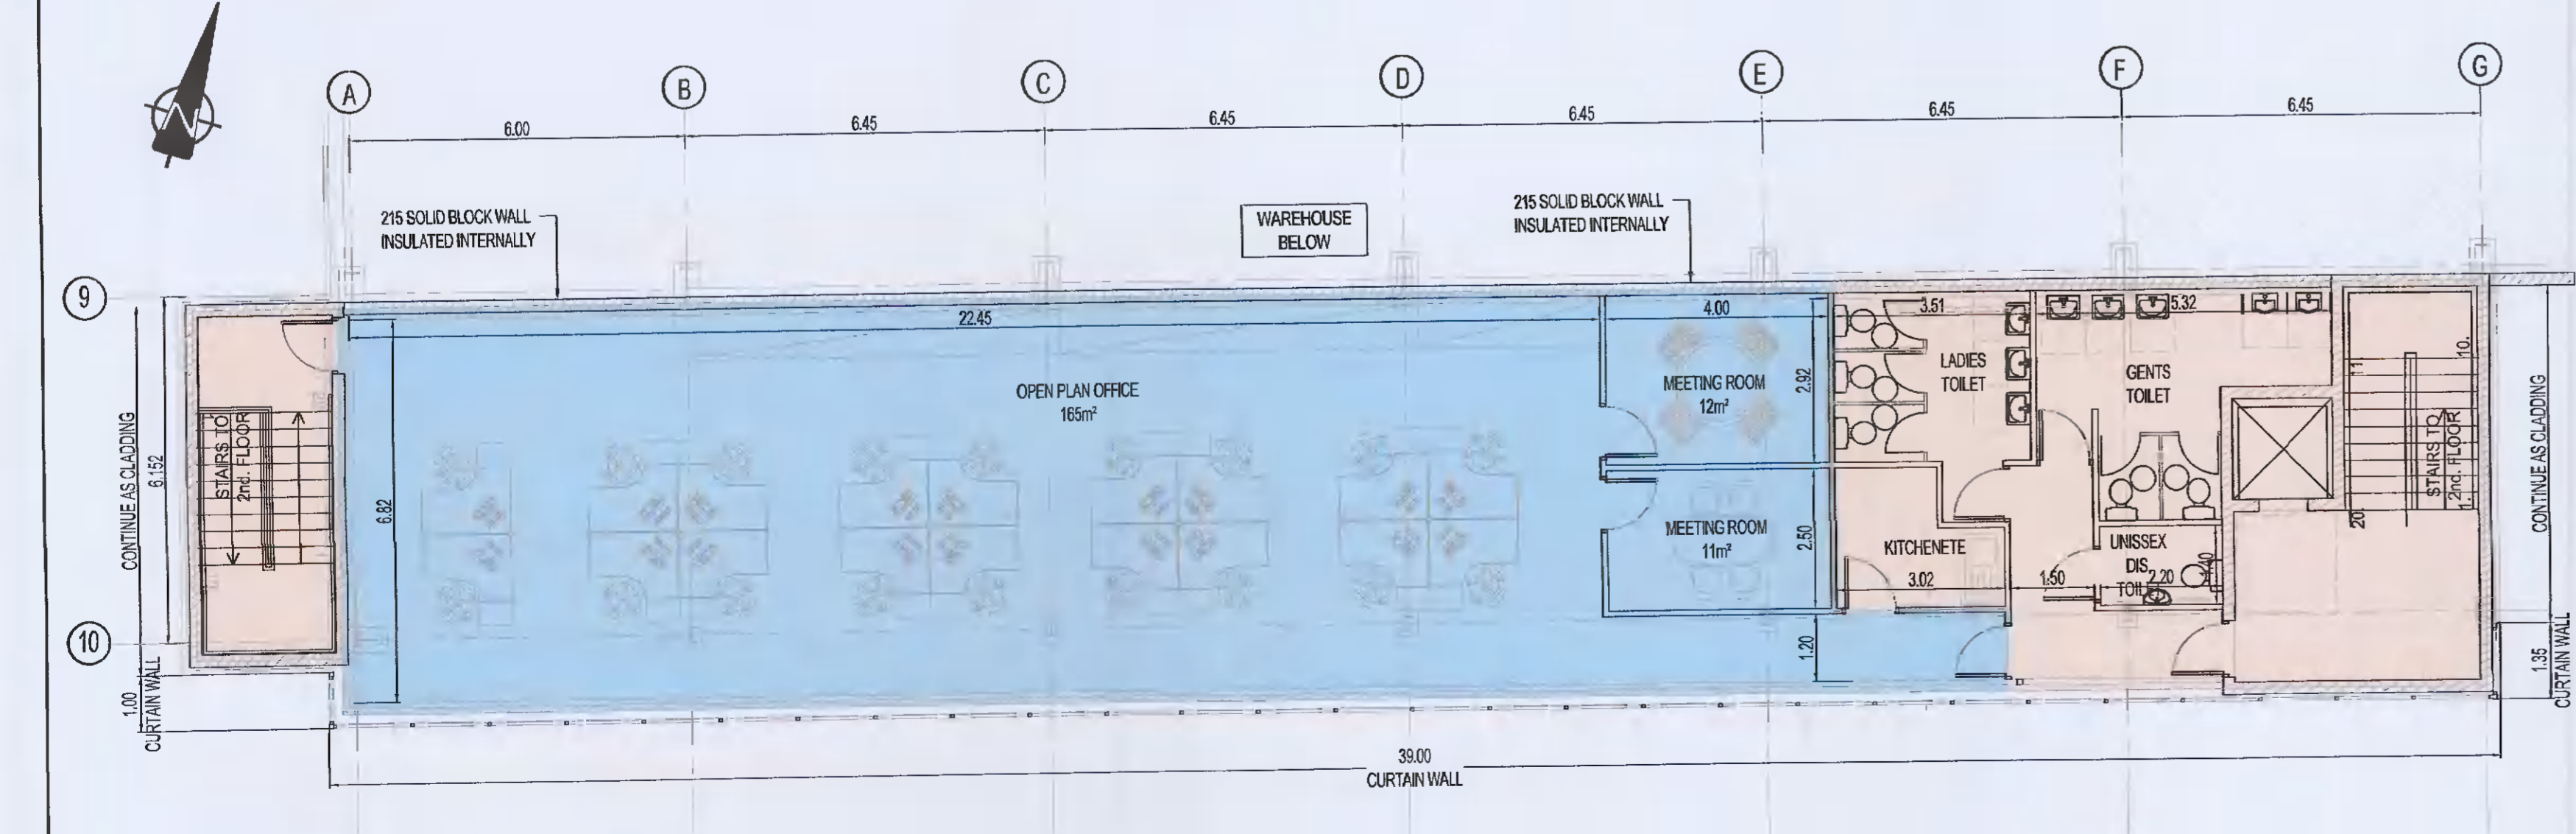 N
A
B
C
D
E
F
G
6.00
6.45
6.45
6.45
6.45
6.45
215 SOLID BLOCK WALL
INSULATED INTERNALLY
WAREHOUSE
BELOW
215 SOLID BLOCK WALL
INSULATED INTERNALLY
9
10
CONTINUE AS CLADDING
6.152
1.00
CURTAIN WALL
STAIRS TO
2nd. FLOOR
22.45
6.82
OPEN PLAN OFFICE
165m²
4.00
MEETING ROOM
12m²
2.92
MEETING ROOM
11m²
2.50
1.20
3.51
LADIES
TOILET
KITCHENETE
3.02
5.32
GENTS
TOILET
1.50
UNISSEX
DIS.
TOIL
2.20
11
10.
20.
1.
STAIRS TO
2nd. FLOOR
CONTINUE AS CLADDING
1.35
CURTAIN WALL
39.00
CURTAIN WALL